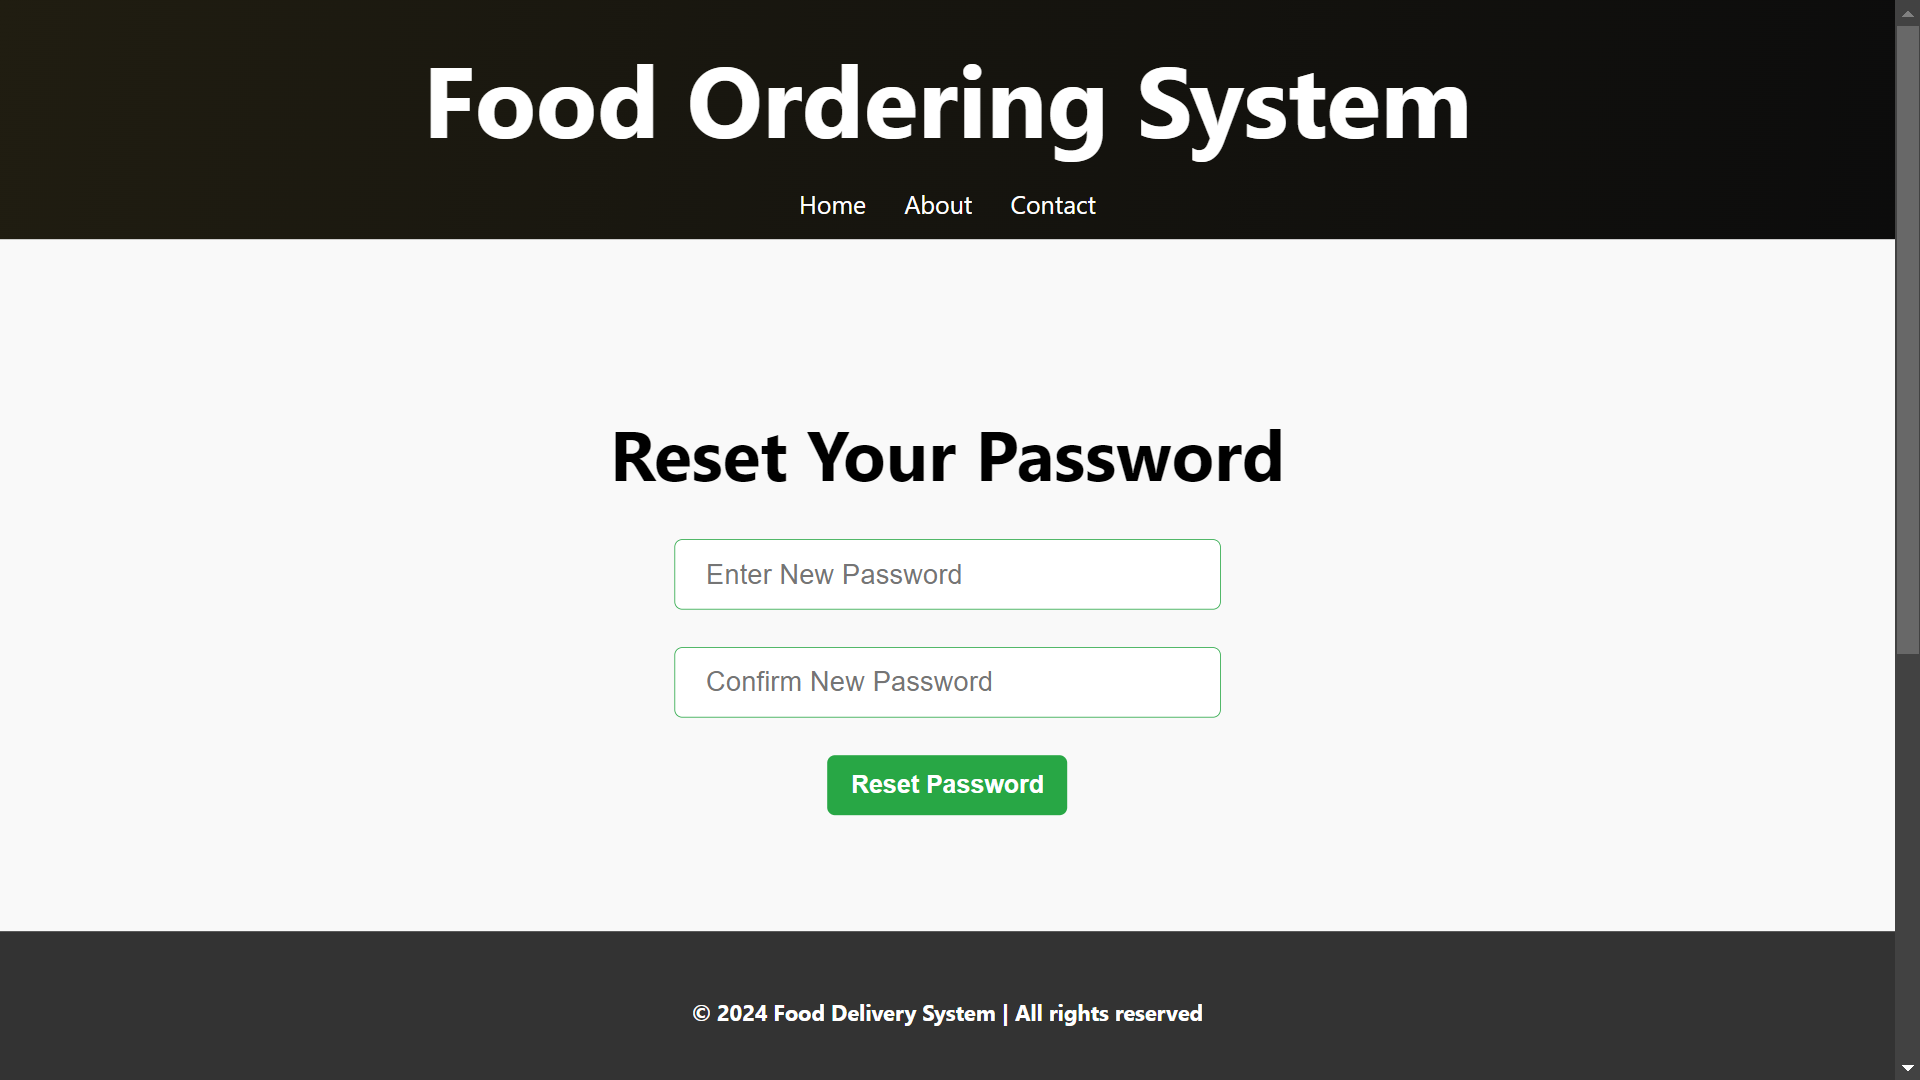 Food Ordering System
Home About Contact
Reset Your Password
Enter New Password
Confirm New Password
Reset Password
© 2024 Food Delivery System | All rights reserved